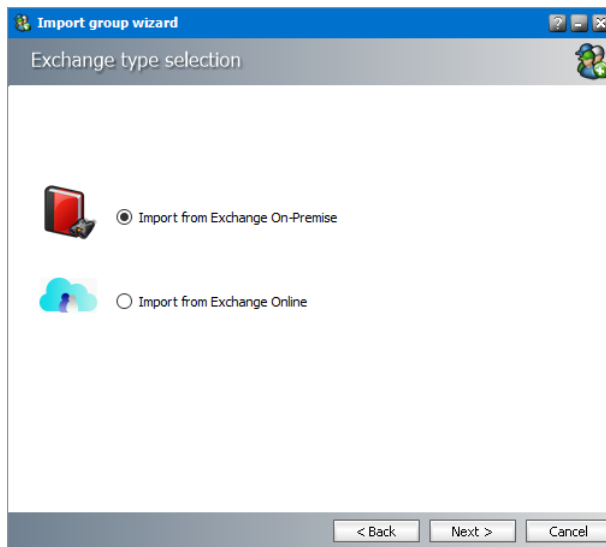 Import group wizard
Exchange type selection
Import from Exchange On-Premise
Import from Exchange Online
< Back Next > Cancel